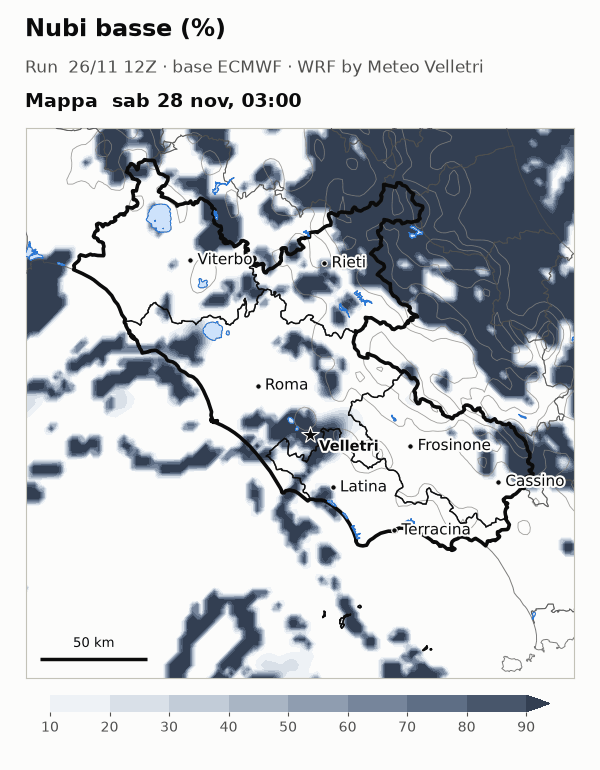 Nubi basse (%)
Run  26/11 12Z · base ECMWF · WRF by Meteo Velletri
Mappa  sab 28 nov, 03:00
Viterbo
Rieti
Roma
Velletri
Frosinone
Cassino
Latina
Terracina
50 km
10 20 30 40 50 60 70 80 90